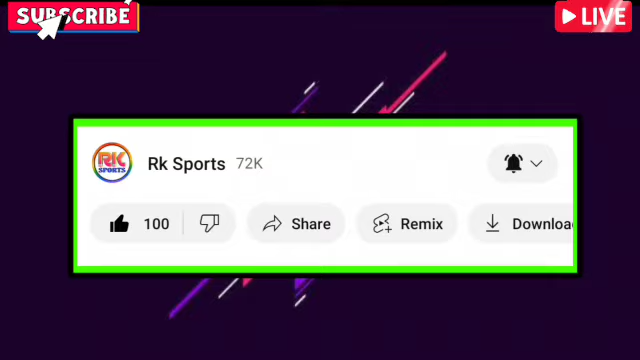 SUBSCRIBE
LIVE
RK SPORTS
Rk Sports 72K
100 Share Remix Downloa